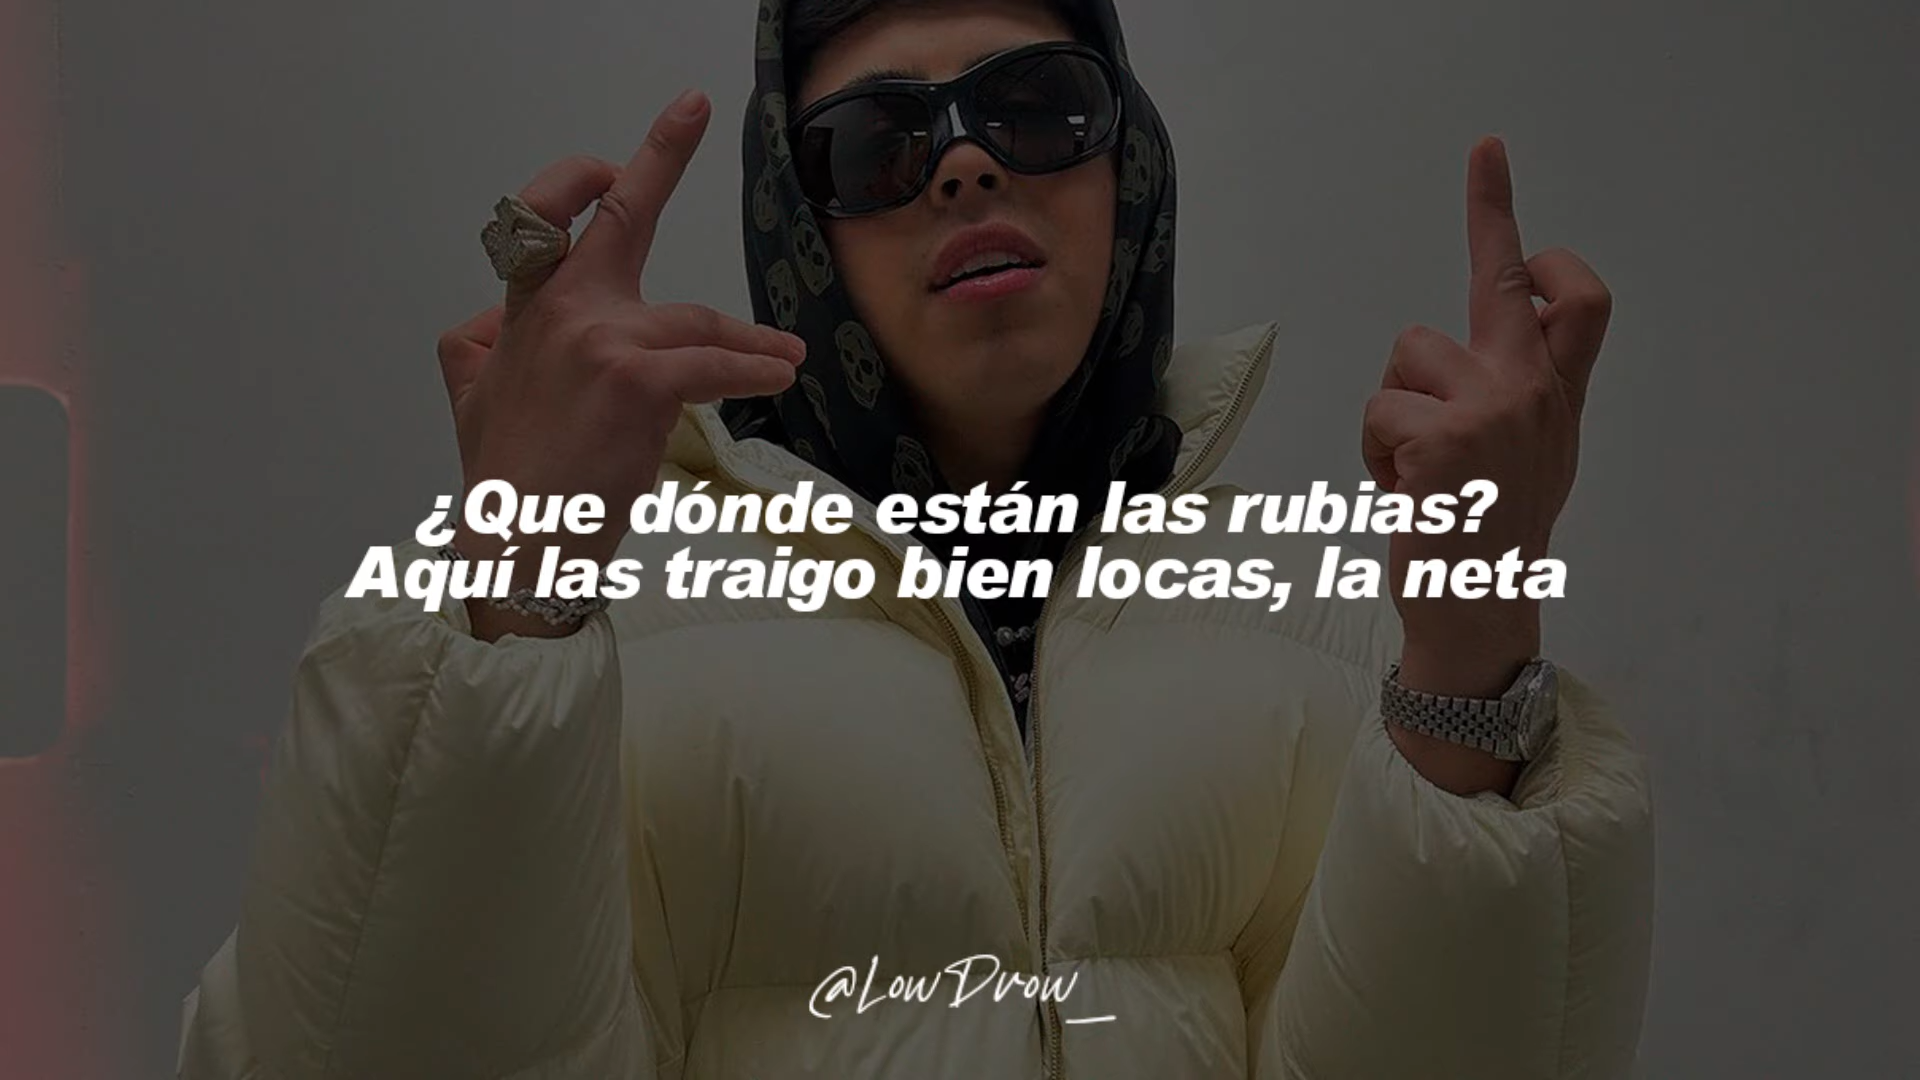 ¿Que dónde están las rubias?
Aquí las traigo bien locas, la neta
@LowDrow_